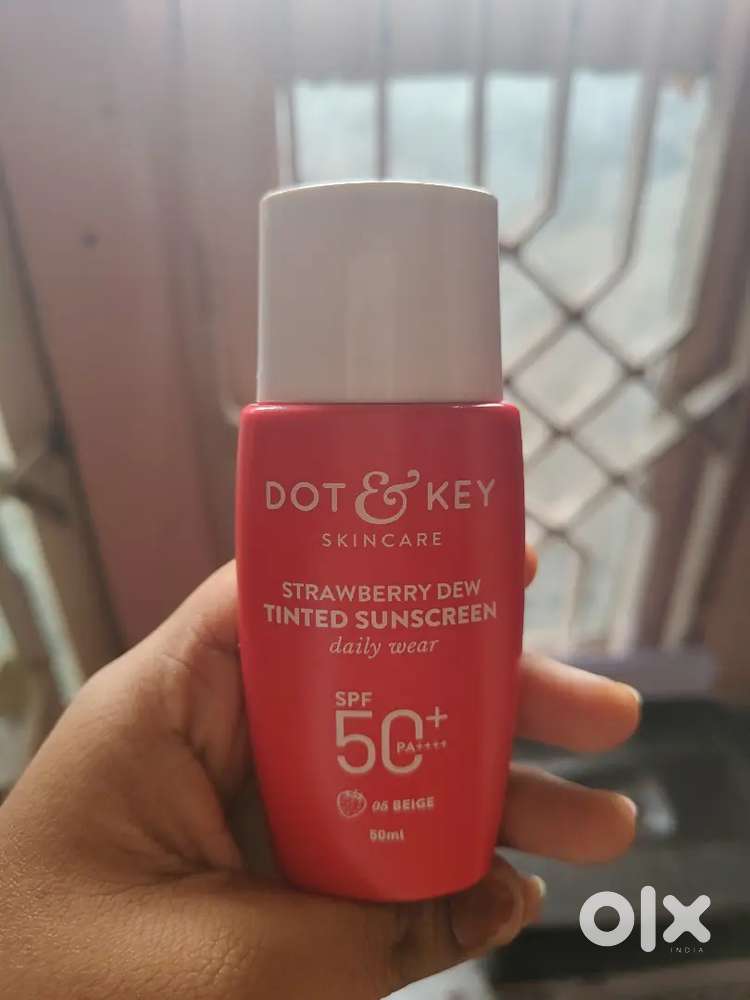 DOT & KEY
SKINCARE
STRAWBERRY DEW
TINTED SUNSCREEN
daily wear
SPF
50+
PA++++
05 BEIGE
50ml
olx
INDIA